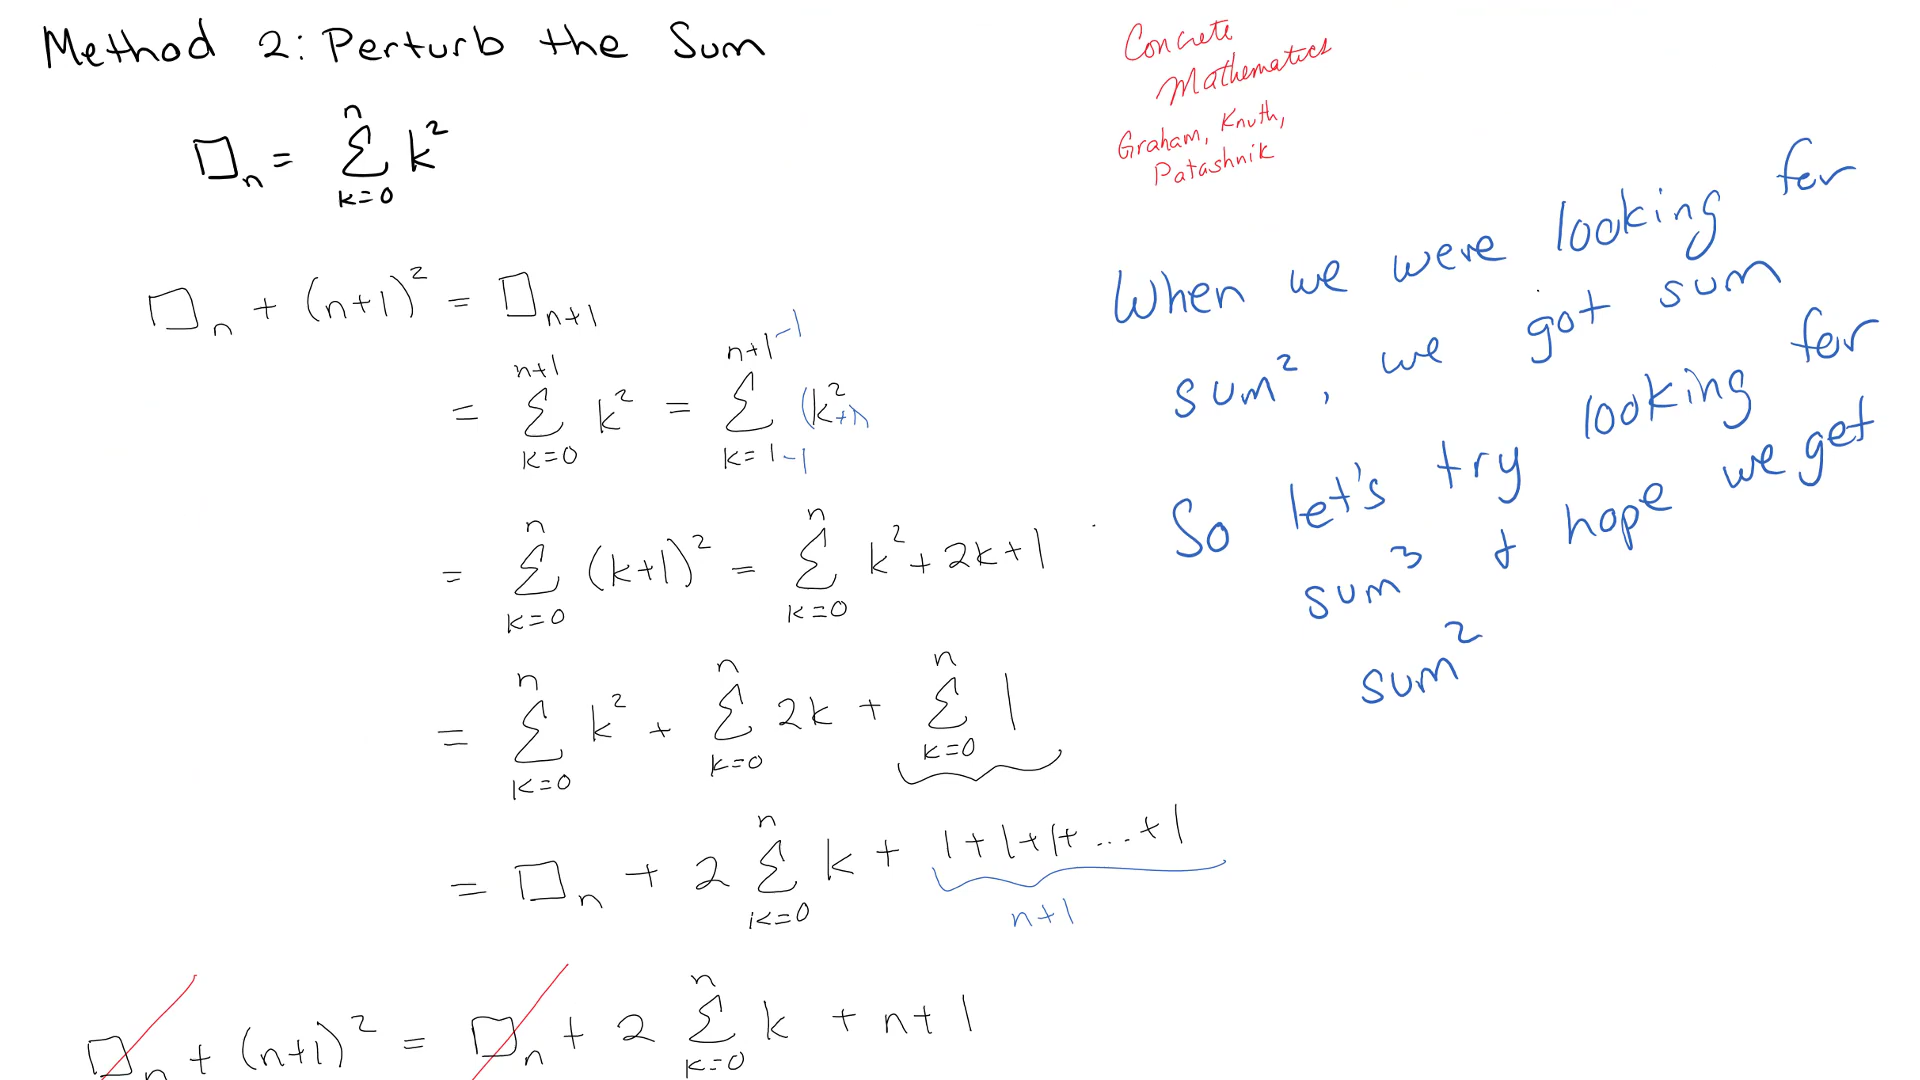 Method 2: Perturb the Sum
Concrete
Mathematics
Graham, Knuth,
Patashnik
□ₙ = ∑_{k=0}^{n} k²
□ₙ + (n+1)² = □ₙ₊₁
= ∑_{k=0}^{n+1} k² = ∑_{k=1-1}^{n+1-1} (k+1)²
= ∑_{k=0}^{n} (k+1)² = ∑_{k=0}^{n} k² + 2k + 1
= ∑_{k=0}^{n} k² + ∑_{k=0}^{n} 2k + ∑_{k=0}^{n} 1
= □ₙ + 2 ∑_{k=0}^{n} k + 1+1+1+...+1
n+1
□ₙ + (n+1)² = □ₙ + 2 ∑_{k=0}^{n} k + n+1
When we were looking for
sum², we got sum
So let's try looking for
sum³ & hope we get
sum²